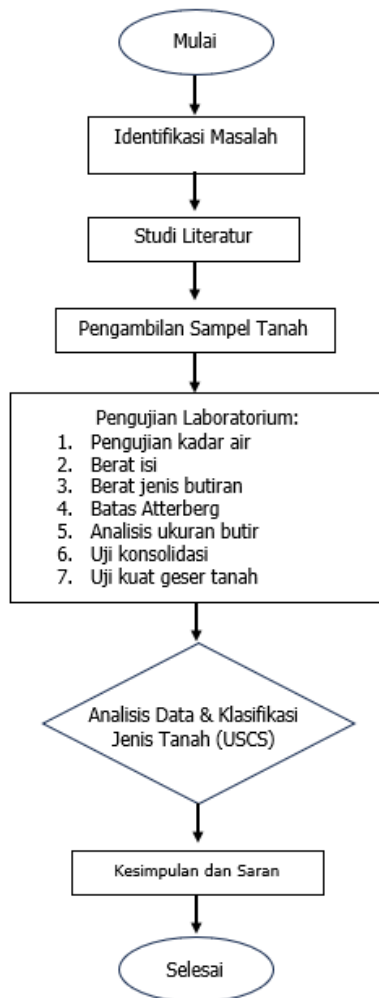 Mulai
Identifikasi Masalah
Studi Literatur
Pengambilan Sampel Tanah
Pengujian Laboratorium:
1. Pengujian kadar air
2. Berat isi
3. Berat jenis butiran
4. Batas Atterberg
5. Analisis ukuran butir
6. Uji konsolidasi
7. Uji kuat geser tanah
Analisis Data & Klasifikasi
Jenis Tanah (USCS)
Kesimpulan dan Saran
Selesai